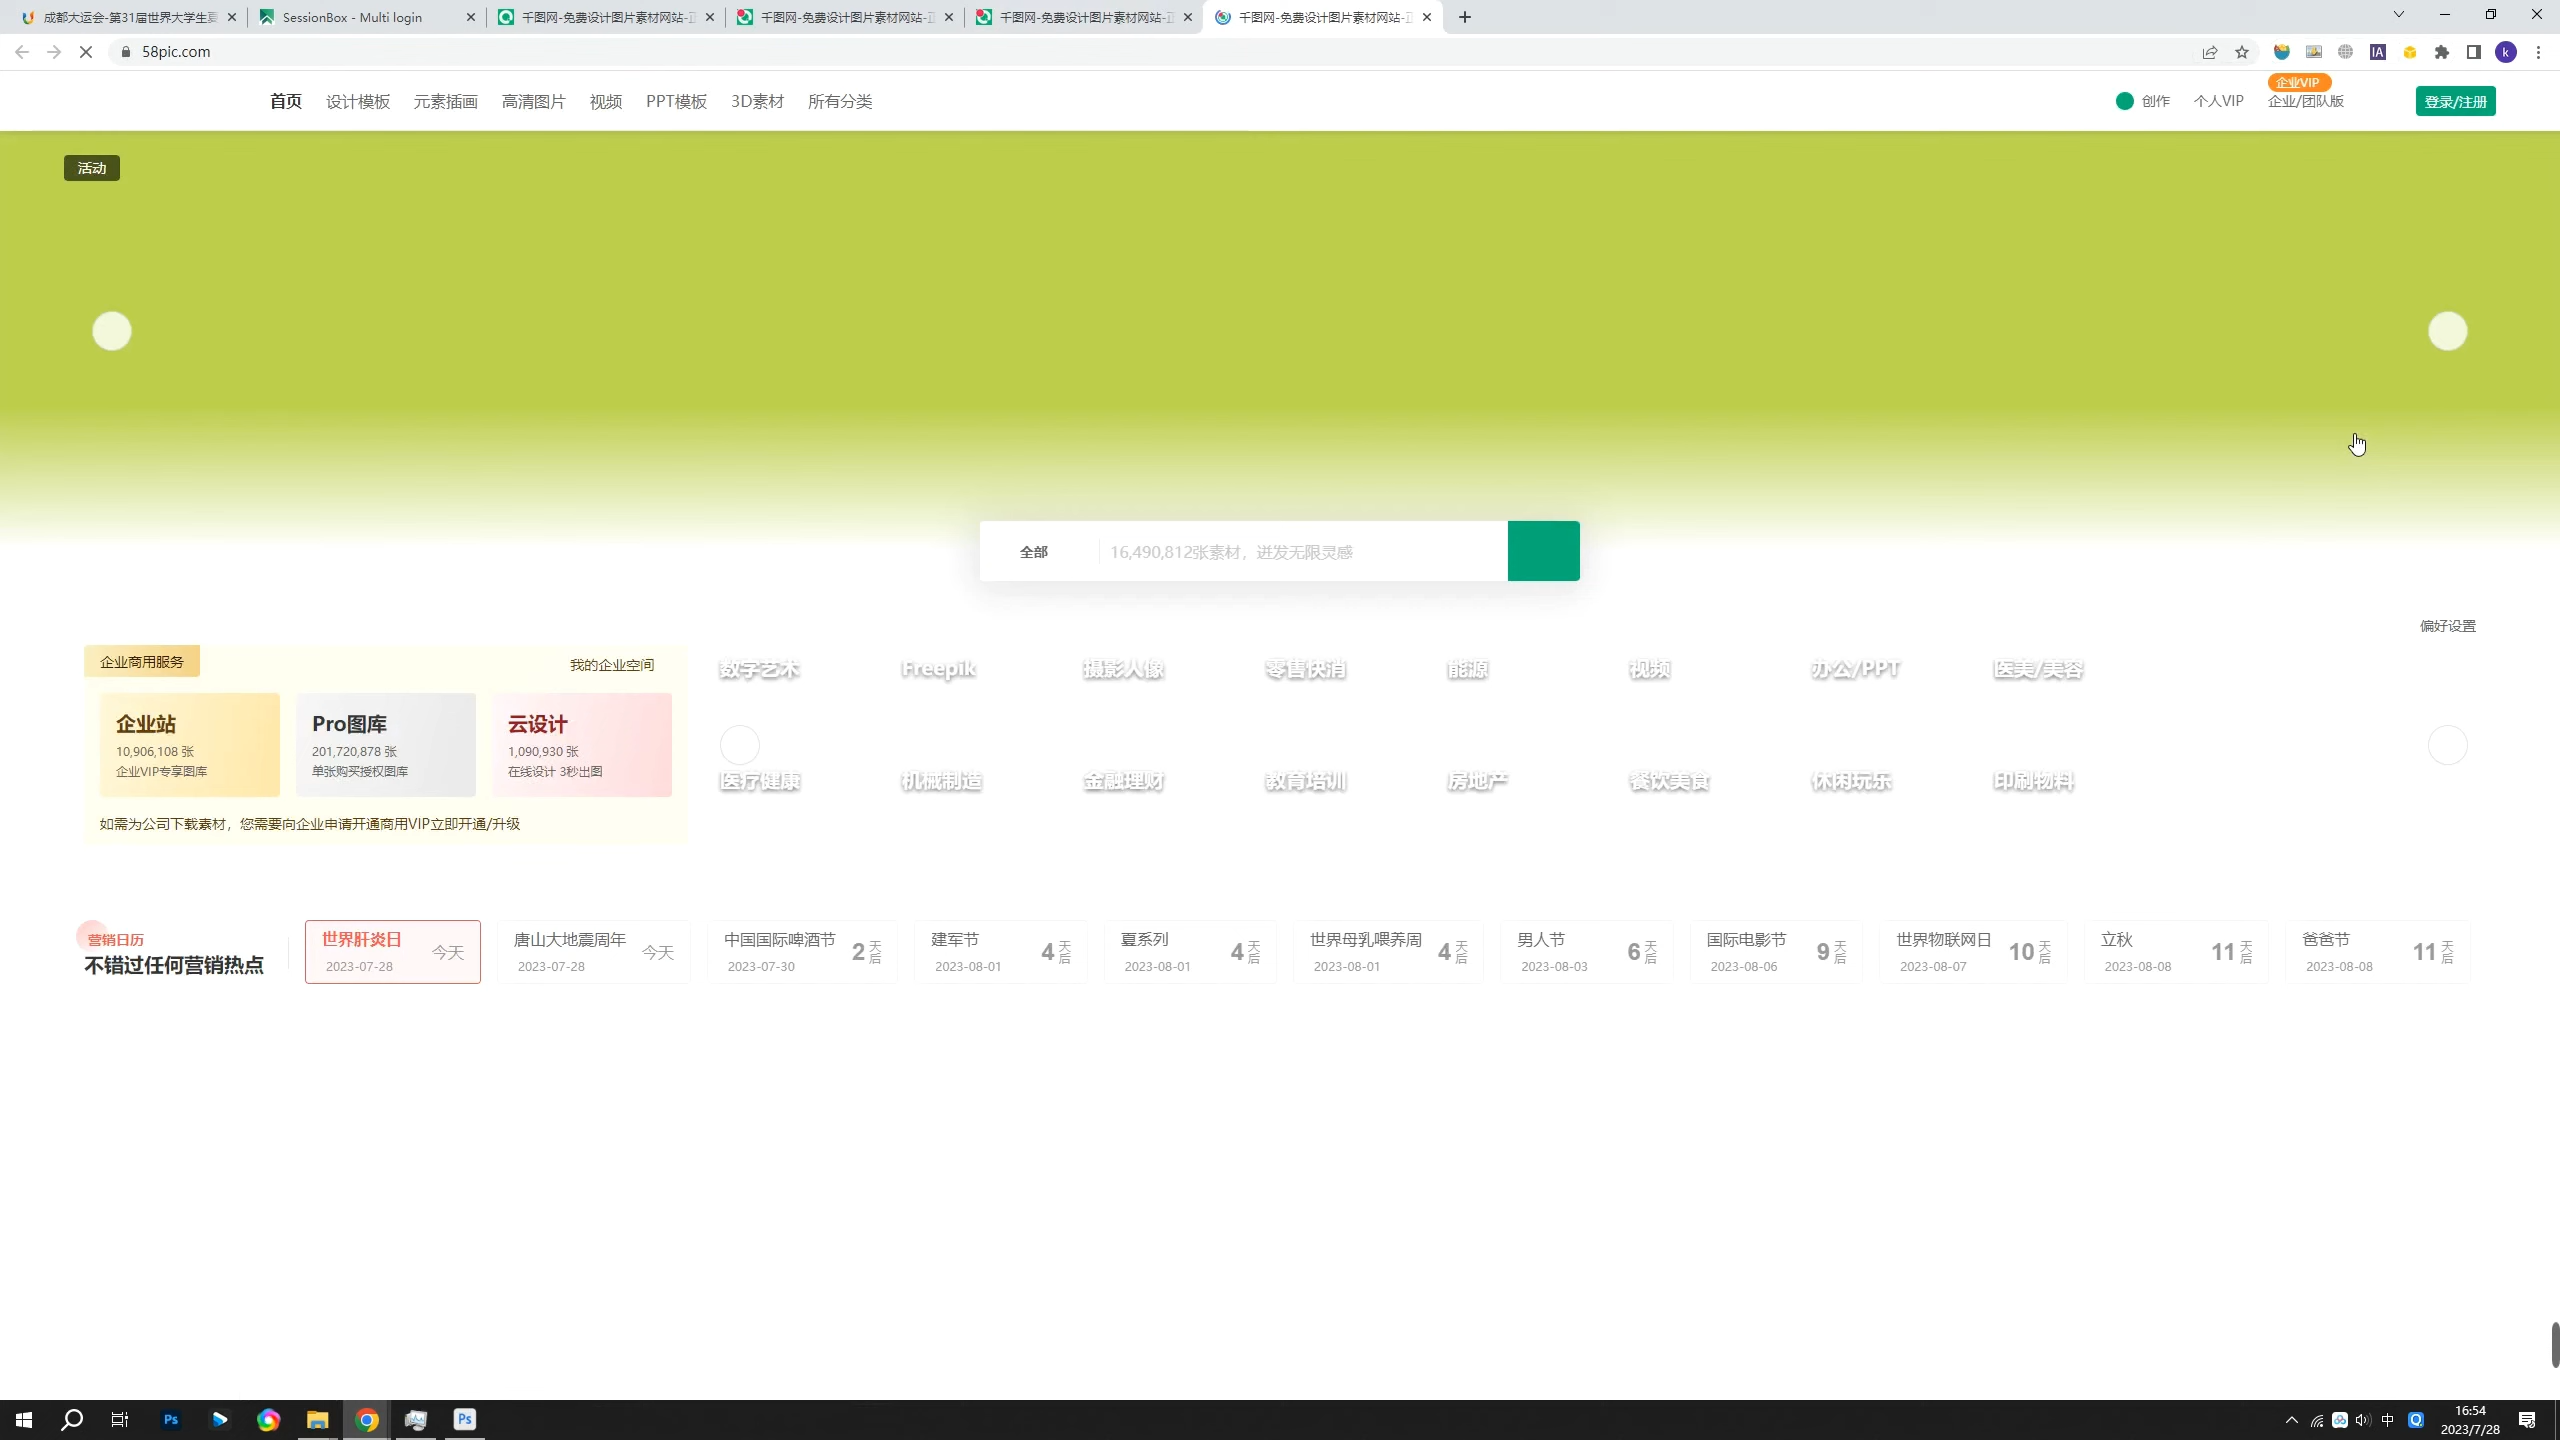 成都大运会-第31届世界大学生夏
SessionBox - Multi login
千图网-免费设计图片素材网站-正
千图网-免费设计图片素材网站-正
千图网-免费设计图片素材网站-正
千图网-免费设计图片素材网站-正
58pic.com
IA
k
首页 设计模板 元素插画 高清图片 视频 PPT模板 3D素材 所有分类
创作 个人VIP 企业/团队版
企业VIP
登录/注册
活动
全部 16,490,812张素材，迸发无限灵感
偏好设置
企业商用服务
我的企业空间
企业站
10,906,108 张
企业VIP专享图库
Pro图库
201,720,878 张
单张购买授权图库
云设计
1,090,930 张
在线设计 3秒出图
如需为公司下载素材，您需要向企业申请开通商用VIP立即开通/升级
数字艺术 Freepik 摄影人像 零售快消 能源 视频 办公/PPT 医美/美容
医疗健康 机械制造 金融理财 教育培训 房地产 餐饮美食 休闲玩乐 印刷物料
营销日历
不错过任何营销热点
世界肝炎日
2023-07-28
今天
唐山大地震周年
2023-07-28
今天
中国国际啤酒节
2023-07-30
2天后
建军节
2023-08-01
4天后
夏系列
2023-08-01
4天后
世界母乳喂养周
2023-08-01
4天后
男人节
2023-08-03
6天后
国际电影节
2023-08-06
9天后
世界物联网日
2023-08-07
10天后
立秋
2023-08-08
11天后
爸爸节
2023-08-08
11天后
Ps
Ps
中
16:54
2023/7/28